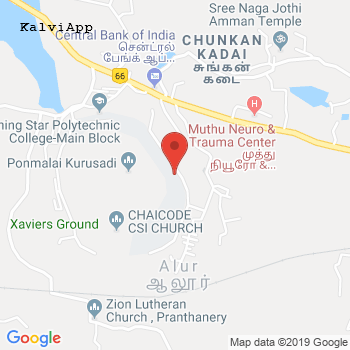 KalviApp
Sree Naga Jothi
Amman Temple
Central Bank of India
சென்ட்ரல்
பேங்க் ஆப்...
CHUNKAN
KADAI
சுங்கன்
கடை
66
H
ning Star Polytechnic
College-Main Block
Muthu Neuro &
Trauma Center
முத்து
நியூரோ &...
Ponmalai Kurusadi
Xaviers Ground
CHAICODE
CSI CHURCH
Alur
ஆலூர்
Zion Lutheran
Church , Pranthanery
Google
Map data ©2019 Google